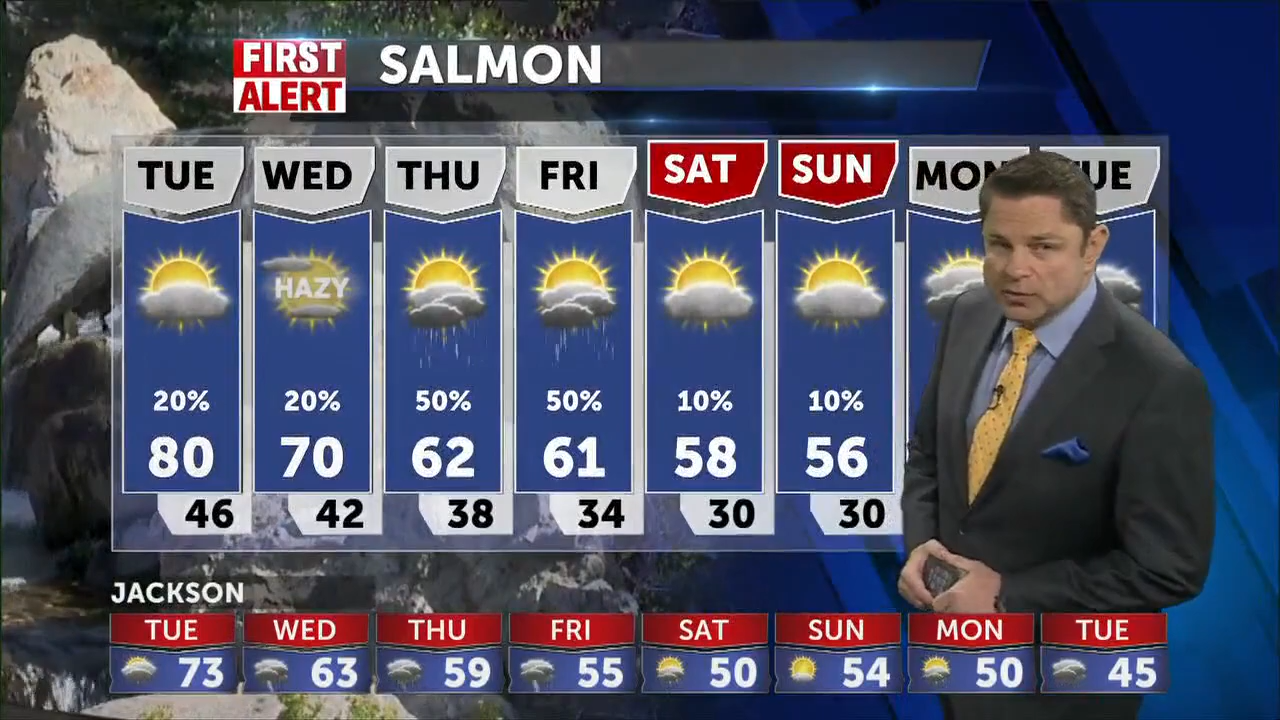 FIRST
ALERT
SALMON
TUE WED THU FRI SAT SUN MON TUE
HAZY
20% 20% 50% 50% 10% 10%
80 70 62 61 58 56
46 42 38 34 30 30
JACKSON
TUE WED THU FRI SAT SUN MON TUE
73 63 59 55 50 54 50 45